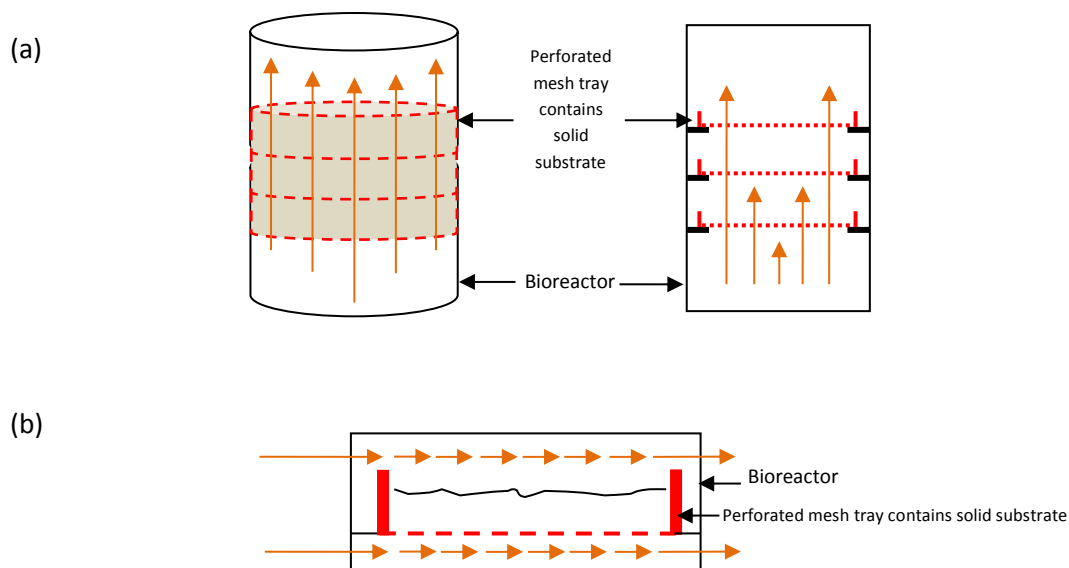 (a)
Perforated
mesh tray
contains
solid
substrate
Bioreactor
(b)
Bioreactor
Perforated mesh tray contains solid substrate